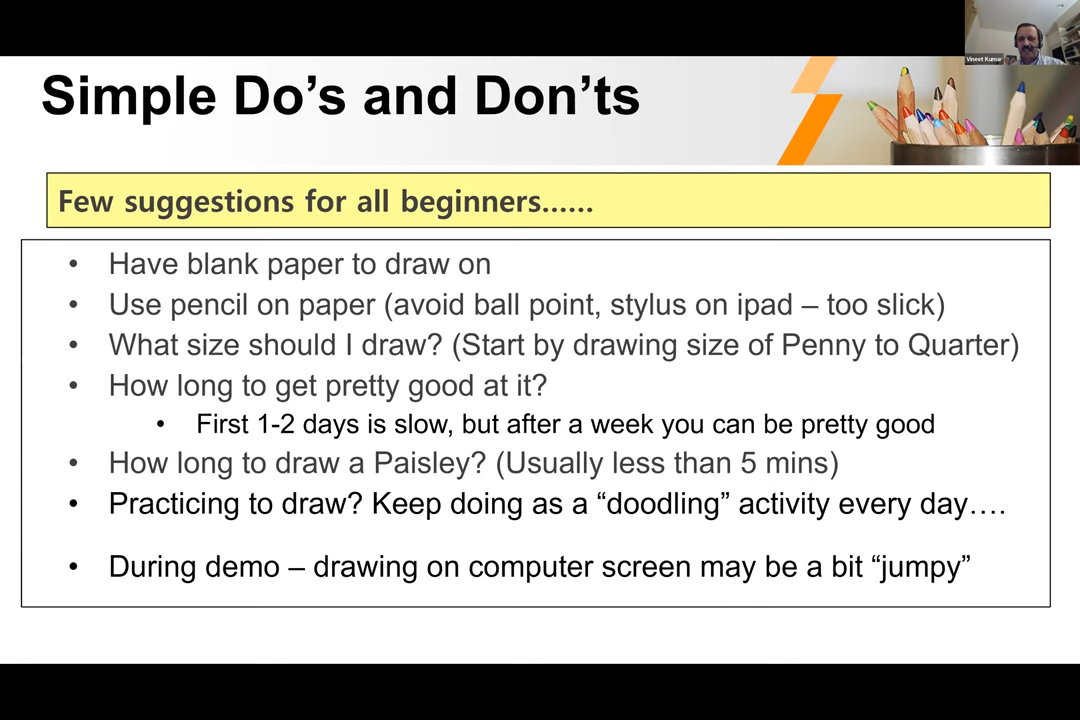 Vineet Kumar
Simple Do’s and Don’ts
Few suggestions for all beginners......
• Have blank paper to draw on
• Use pencil on paper (avoid ball point, stylus on ipad – too slick)
• What size should I draw? (Start by drawing size of Penny to Quarter)
• How long to get pretty good at it?
• First 1-2 days is slow, but after a week you can be pretty good
• How long to draw a Paisley? (Usually less than 5 mins)
• Practicing to draw? Keep doing as a “doodling” activity every day….
• During demo – drawing on computer screen may be a bit “jumpy”